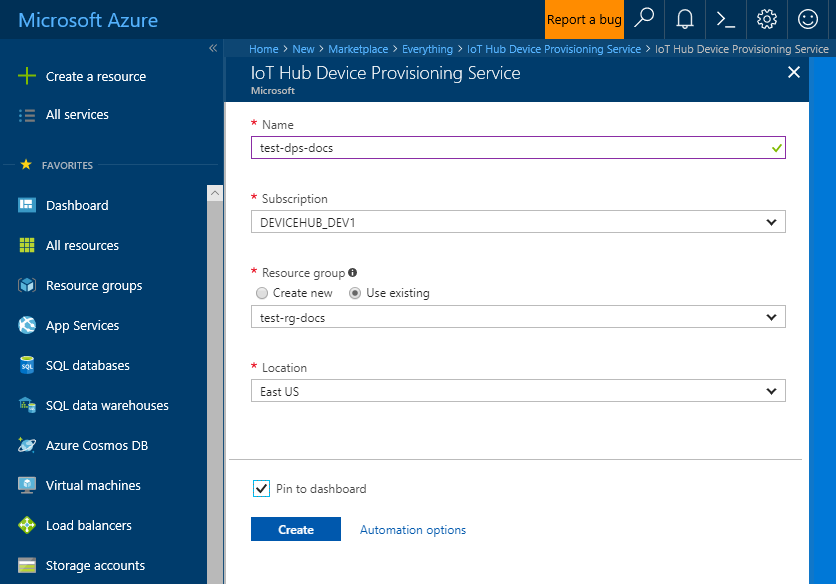 Microsoft Azure
Report a bug
Home > New > Marketplace > Everything > IoT Hub Device Provisioning Service > IoT Hub Device Provisioning Service
Create a resource
All services
FAVORITES
Dashboard
All resources
Resource groups
App Services
SQL databases
SQL data warehouses
Azure Cosmos DB
Virtual machines
Load balancers
Storage accounts
IoT Hub Device Provisioning Service
Microsoft
* Name
test-dps-docs
* Subscription
DEVICEHUB_DEV1
* Resource group
Create new Use existing
test-rg-docs
* Location
East US
Pin to dashboard
Create Automation options